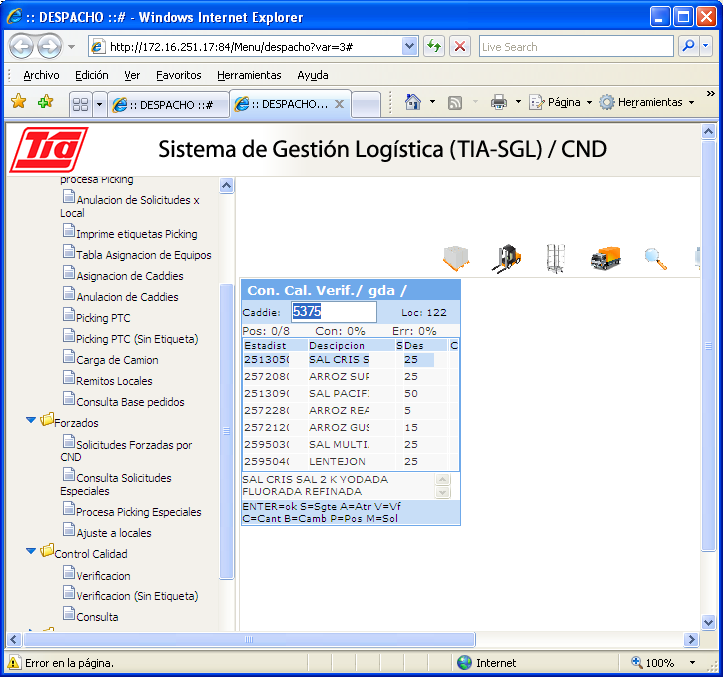 :: DESPACHO ::# - Windows Internet Explorer
http://172.16.251.17:84/Menu/despacho?var=3#
Live Search
Archivo Edición Ver Favoritos Herramientas Ayuda
:: DESPACHO ::#
:: DESPACHO...
Página
Herramientas
Tía
Sistema de Gestión Logística (TIA-SGL) / CND
procesa Picking
Anulacion de Solicitudes x
Local
Imprime etiquetas Picking
Tabla Asignacion de Equipos
Asignacion de Caddies
Anulacion de Caddies
Picking PTC
Picking PTC (Sin Etiqueta)
Carga de Camion
Remitos Locales
Consulta Base pedidos
Forzados
Solicitudes Forzadas por
CND
Consulta Solicitudes
Especiales
Procesa Picking Especiales
Ajuste a locales
Control Calidad
Verificacion
Verificacion (Sin Etiqueta)
Consulta
Con. Cal. Verif./ gda /
Caddie: 5375 Loc: 122
Pos: 0/8 Con: 0% Err: 0%
Estadist Descipcion S Des C
2513050 SAL CRIS S 25
257208 ARROZ SUP 25
251309 SAL PACIF 50
257228 ARROZ REA 5
257212 ARROZ GUS 15
259503 SAL MULTI. 25
259504 LENTEJON 25
SAL CRIS SAL 2 K YODADA
FLUORADA REFINADA
ENTER=ok S=Sgte A=Atr V=Vf
C=Cant B=Camb P=Pos M=Sol
Error en la página.
Internet
100%